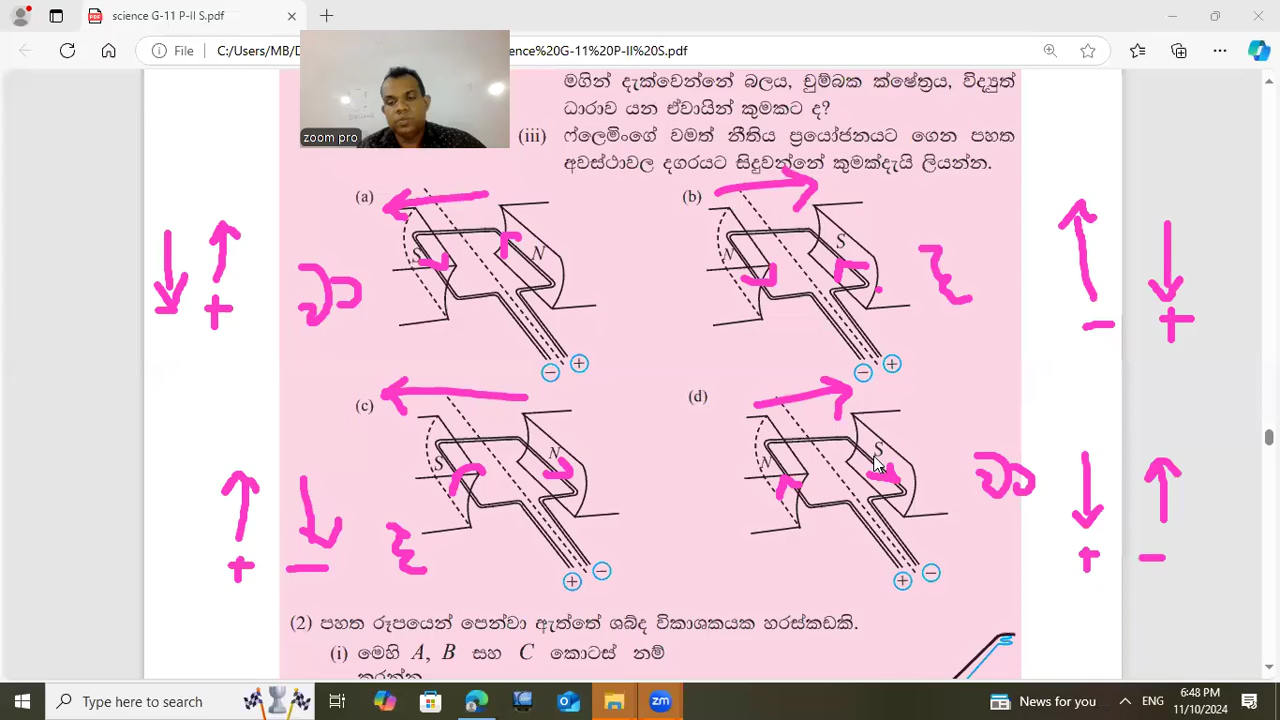 science G-11 P-II S.pdf
File
C:/Users/MB/D
ence%20G-11%20P-II%20S.pdf
zoom pro
මගින් දැක්වෙන්නේ බලය, චුම්බක ක්ෂේත්‍රය, විද්‍යුත්
ධාරාව යන ඒවායින් කුමකට ද?
(iii) ෆ්ලෙමිංගේ වමත් නීතිය ප්‍රයෝජනයට ගෙන පහත
අවස්ථාවල දඟරයට සිදුවන්නේ කුමක්දැයි ලියන්න.
(a)
(b)
S N
N S
+ වා
ද - +
− +
− +
(c)
(d)
S N
N S
+ - ද
වා + -
+ −
+ −
(2) පහත රූපයෙන් පෙන්වා ඇත්තේ ශබ්ද විකාශකයක හරස්කඩකි.
(i) මෙහි A, B සහ C කොටස් නම්
කරන්න
Type here to search
News for you
ENG
6:48 PM
11/10/2024